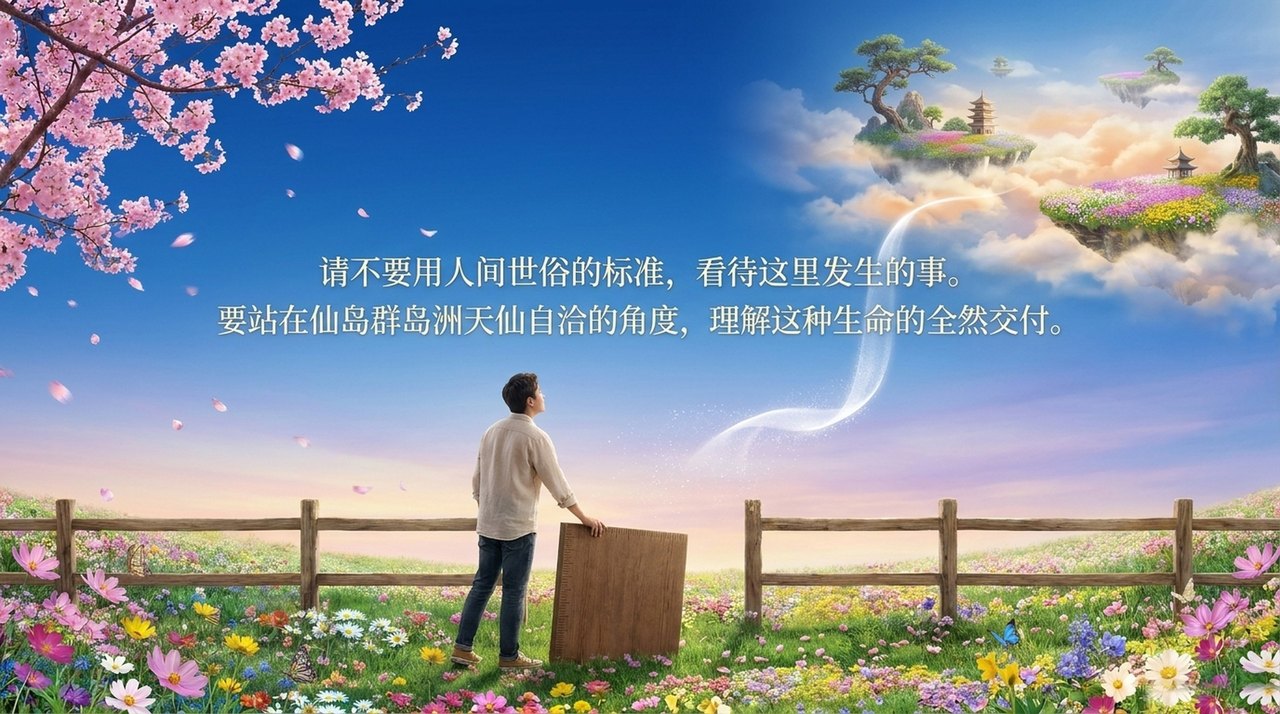 请不要用人间世俗的标准，看待这里发生的事。
要站在仙岛群岛洲天仙自洽的角度，理解这种生命的全然交付。